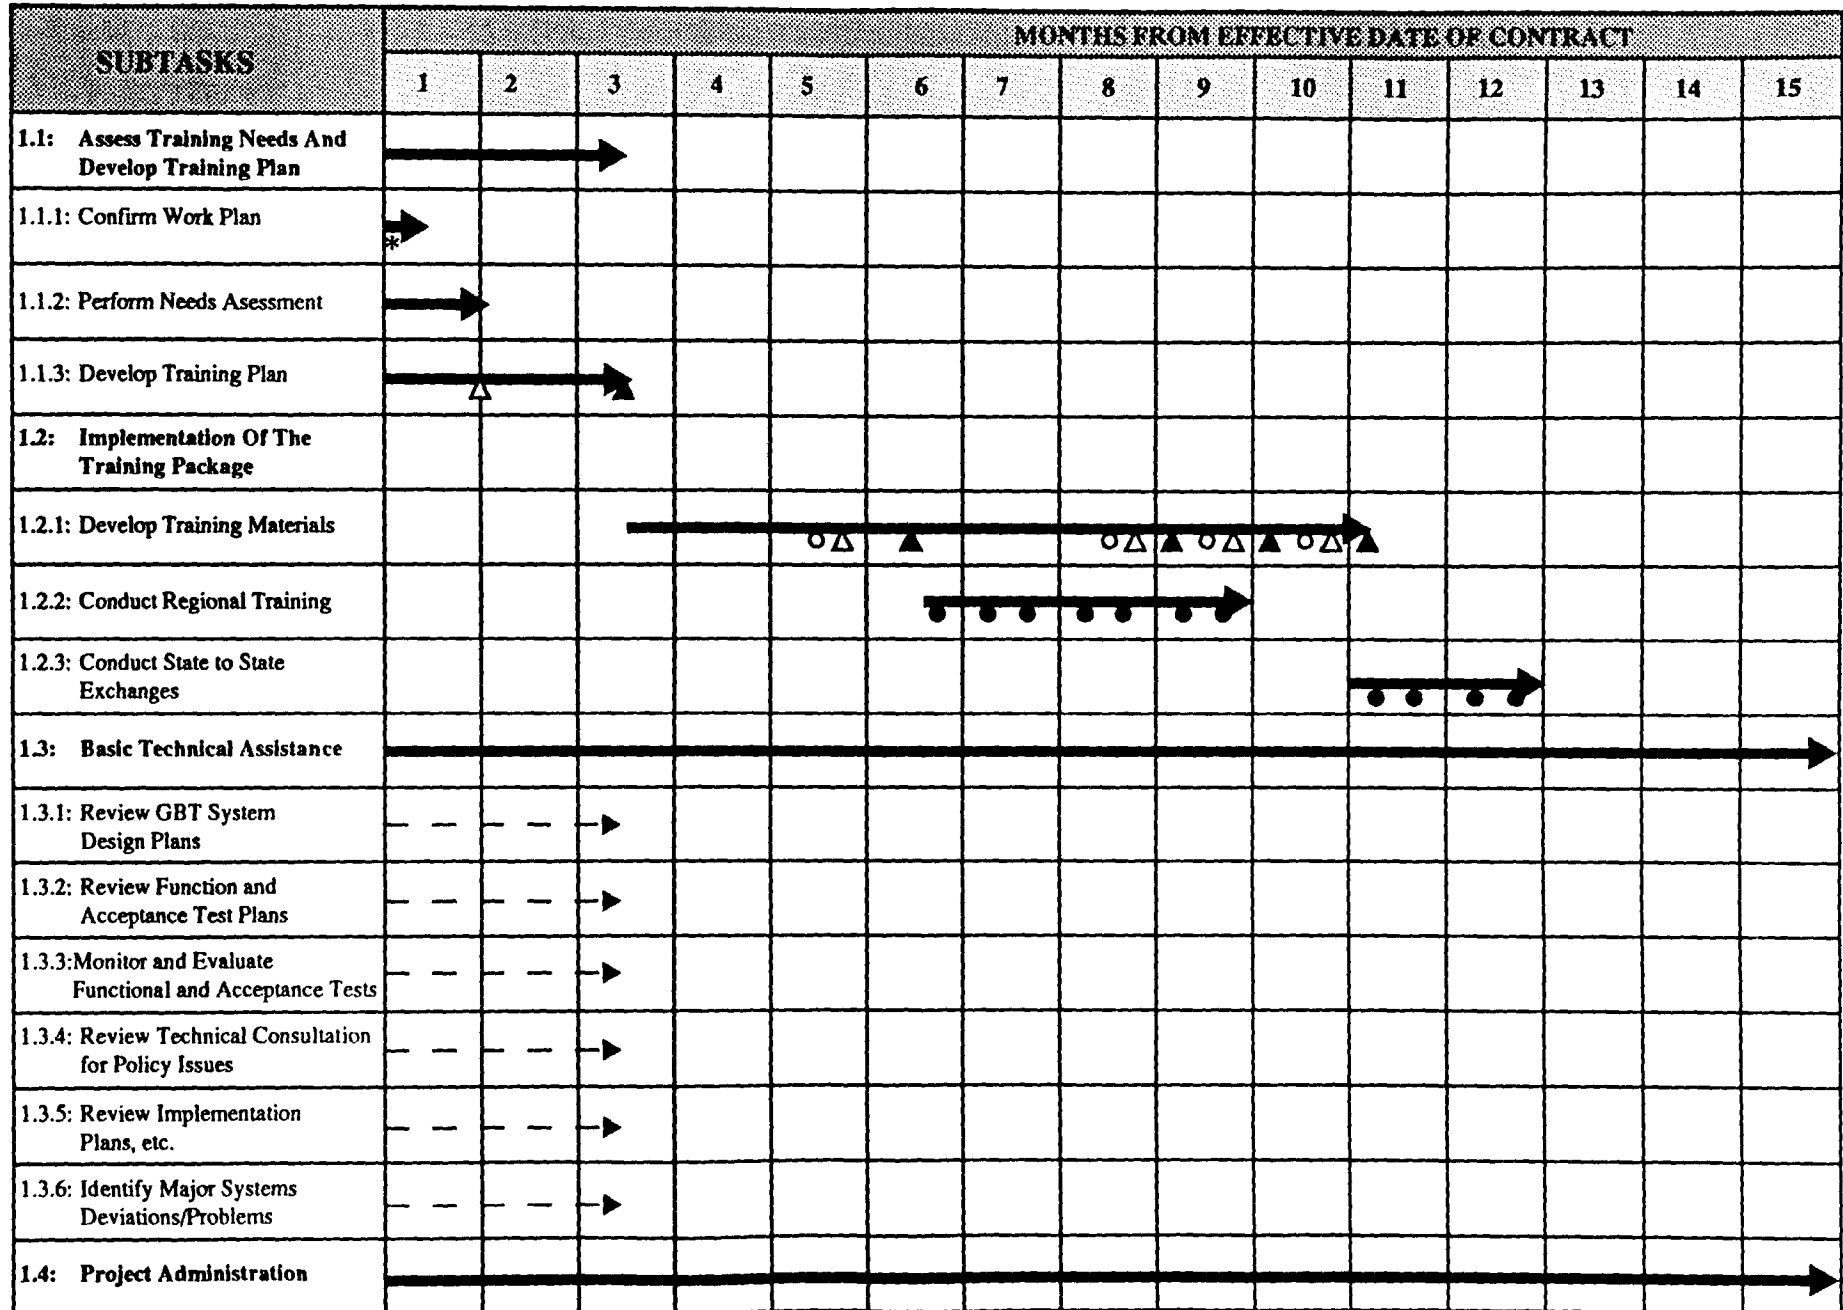 SUBTASKS
MONTHS FROM EFFECTIVE DATE OF CONTRACT
1 2 3 4 5 6 7 8 9 10 11 12 13 14 15
1.1: Assess Training Needs And
Develop Training Plan
1.1.1: Confirm Work Plan
*
1.1.2: Perform Needs Asessment
1.1.3: Develop Training Plan
1.2: Implementation Of The
Training Package
1.2.1: Develop Training Materials
1.2.2: Conduct Regional Training
1.2.3: Conduct State to State
Exchanges
1.3: Basic Technical Assistance
1.3.1: Review GBT System
Design Plans
1.3.2: Review Function and
Acceptance Test Plans
1.3.3:Monitor and Evaluate
Functional and Acceptance Tests
1.3.4: Review Technical Consultation
for Policy Issues
1.3.5: Review Implementation
Plans, etc.
1.3.6: Identify Major Systems
Deviations/Problems
1.4: Project Administration